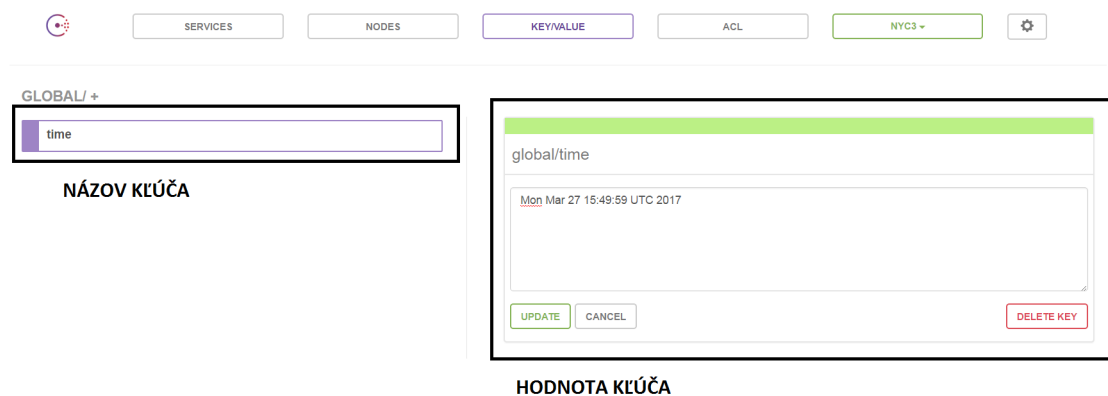 SERVICES NODES KEY/VALUE ACL NYC3
GLOBAL/ +
time
NÁZOV KĽÚČA
global/time
Mon Mar 27 15:49:59 UTC 2017
UPDATE CANCEL DELETE KEY
HODNOTA KĽÚČA